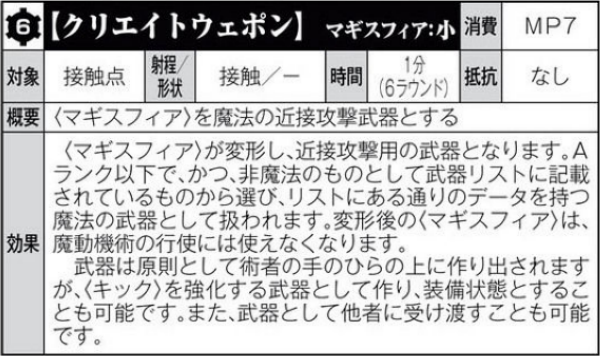 6 【クリエイトウェポン】 マギスフィア:小 消費 MP7
対象 接触点 射程/形状 接触/― 時間 1分(6ラウンド) 抵抗 なし
概要 〈マギスフィア〉を魔法の近接攻撃武器とする
効果
〈マギスフィア〉が変形し、近接攻撃用の武器となります。A
ランク以下で、かつ、非魔法のものとして武器リストに記載
されているものから選び、リストにある通りのデータを持つ
魔法の武器として扱われます。変形後の〈マギスフィア〉は、
魔動機術の行使には使えなくなります。
武器は原則として術者の手のひらの上に作り出されます
が、〈キック〉を強化する武器として作り、装備状態とするこ
とも可能です。また、武器として他者に受け渡すことも可能
です。